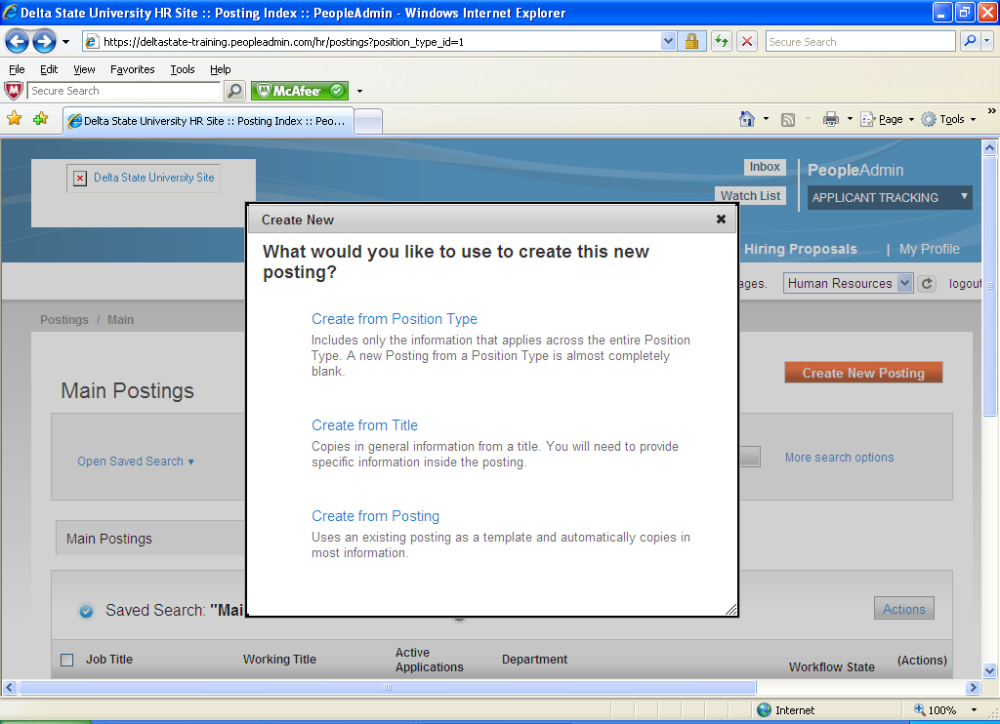 Delta State University HR Site :: Posting Index :: PeopleAdmin - Windows Internet Explorer
https://deltastate-training.peopleadmin.com/hr/postings?position_type_id=1
Secure Search
File Edit View Favorites Tools Help
Secure Search
McAfee
Delta State University HR Site :: Posting Index :: Peo...
Page
Tools
Delta State University Site
Inbox
Watch List
PeopleAdmin
APPLICANT TRACKING
Hiring Proposals | My Profile
ages.
Human Resources
logout
Postings / Main
Create New
What would you like to use to create this new
posting?
Create from Position Type
Includes only the information that applies across the entire Position
Type. A new Posting from a Position Type is almost completely
blank.
Create from Title
Copies in general information from a title. You will need to provide
specific information inside the posting.
Create from Posting
Uses an existing posting as a template and automatically copies in
most information.
Main Postings
Create New Posting
Open Saved Search
More search options
Main Postings
Saved Search: "Mai
Actions
Job Title
Working Title
Active
Applications
Department
Workflow State
(Actions)
Internet
100%